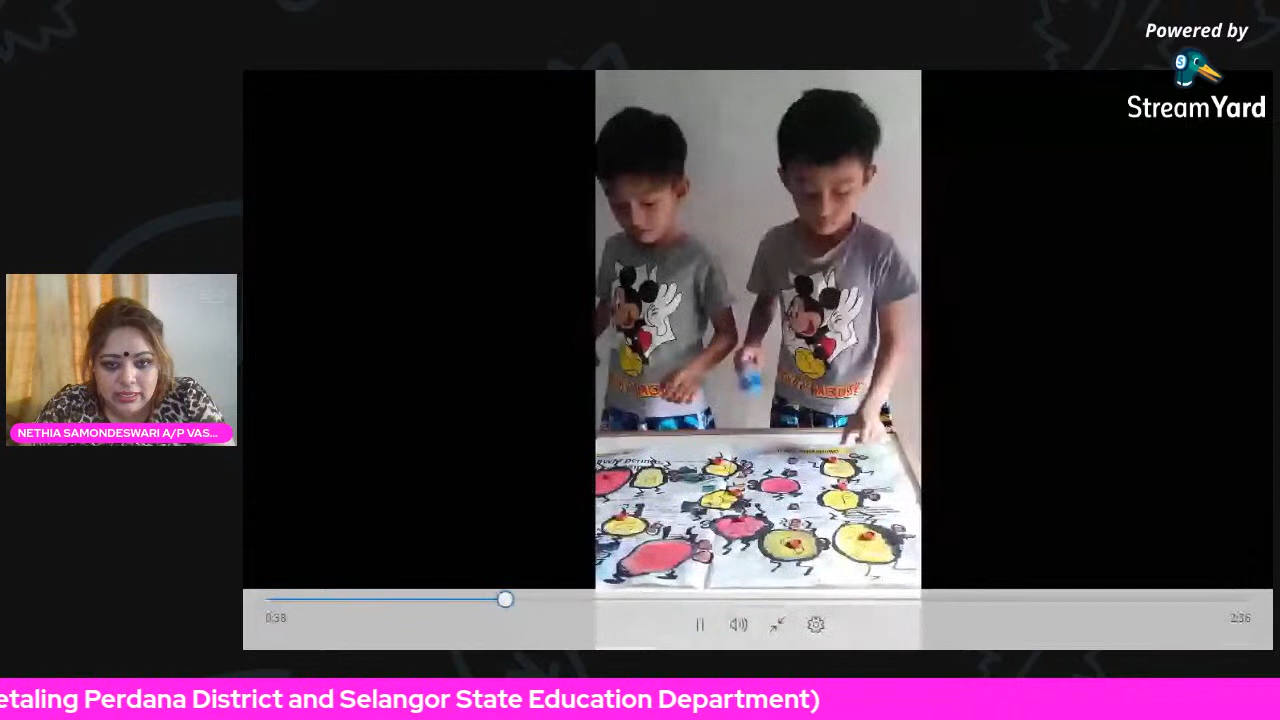 Powered by
StreamYard
NETHIA SAMONDESWARI A/P VAS...
0:38
2:36
etaling Perdana District and Selangor State Education Department)